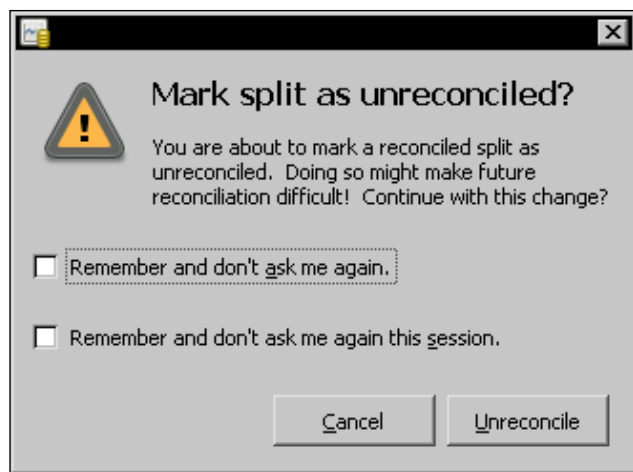 Mark split as unreconciled?
You are about to mark a reconciled split as
unreconciled.  Doing so might make future
reconciliation difficult!  Continue with this change?
Remember and don't ask me again.
Remember and don't ask me again this session.
Cancel
Unreconcile